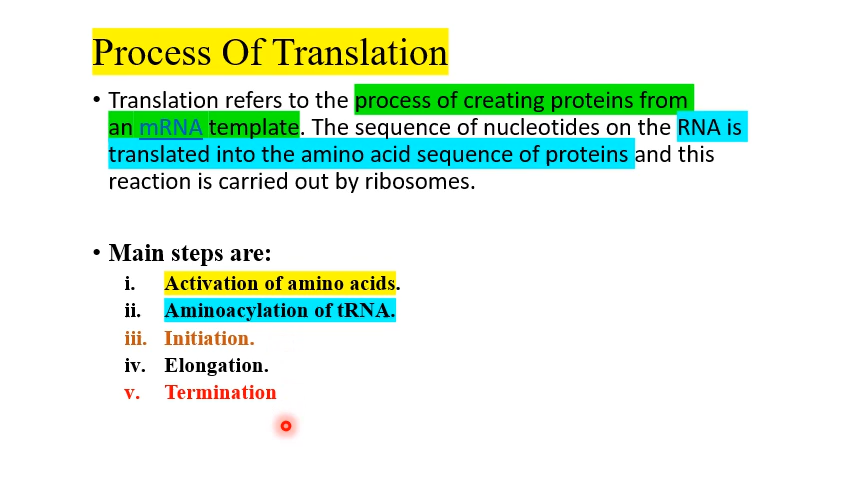 Process Of Translation
• Translation refers to the process of creating proteins from
an mRNA template. The sequence of nucleotides on the RNA is
translated into the amino acid sequence of proteins and this
reaction is carried out by ribosomes.
• Main steps are:
i. Activation of amino acids.
ii. Aminoacylation of tRNA.
iii. Initiation.
iv. Elongation.
v. Termination